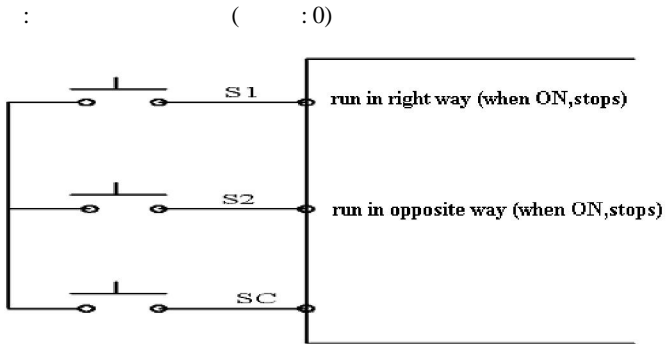 : ( : 0)
S1 run in right way (when ON,stops)
S2 run in opposite way (when ON,stops)
SC